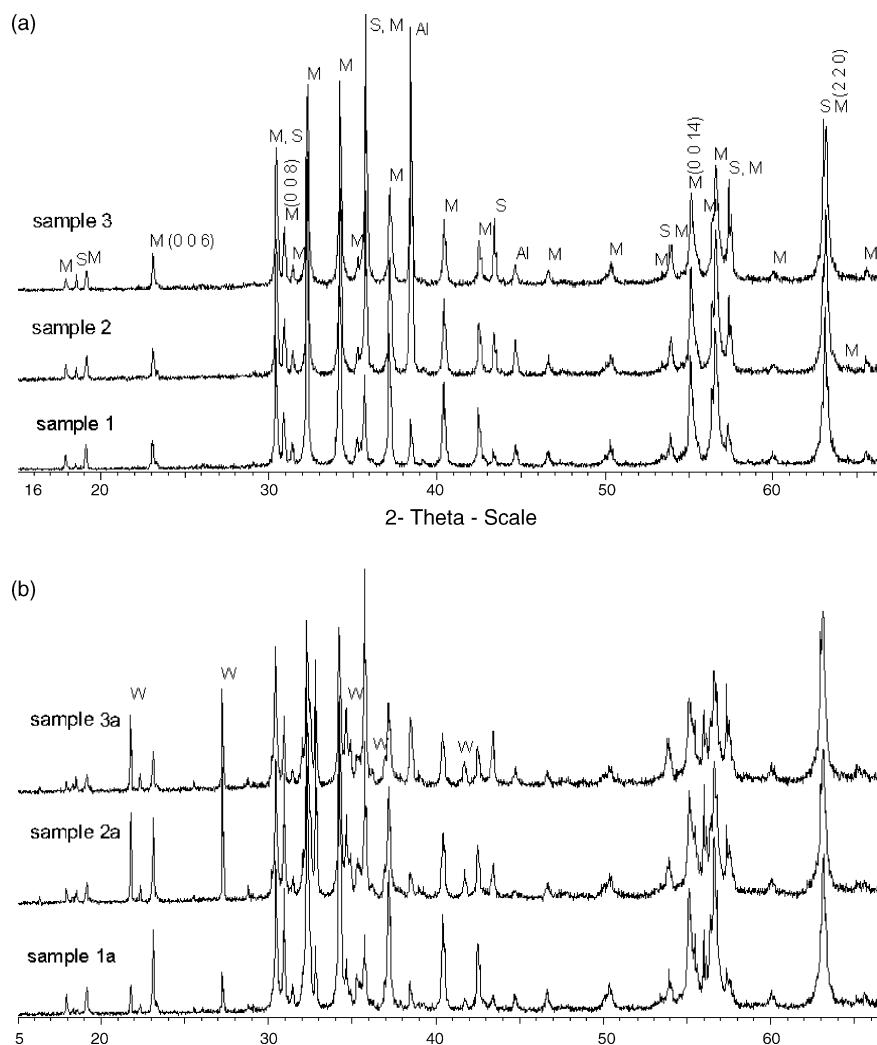 (a)
S, M Al
M M
(2 2 0)
S M
M, S
(0 0 8)
M
M
(0 0 14)
M
M
S, M
sample 3
M S M
M (0 0 6)
M
M
M
M S
Al M
M
M
S M
M
M
M
sample 2
M
sample 1
16 20 30 40 50 60
2- Theta - Scale
(b)
W
W
sample 3a
W
W
W
sample 2a
sample 1a
5 20 30 40 50 60